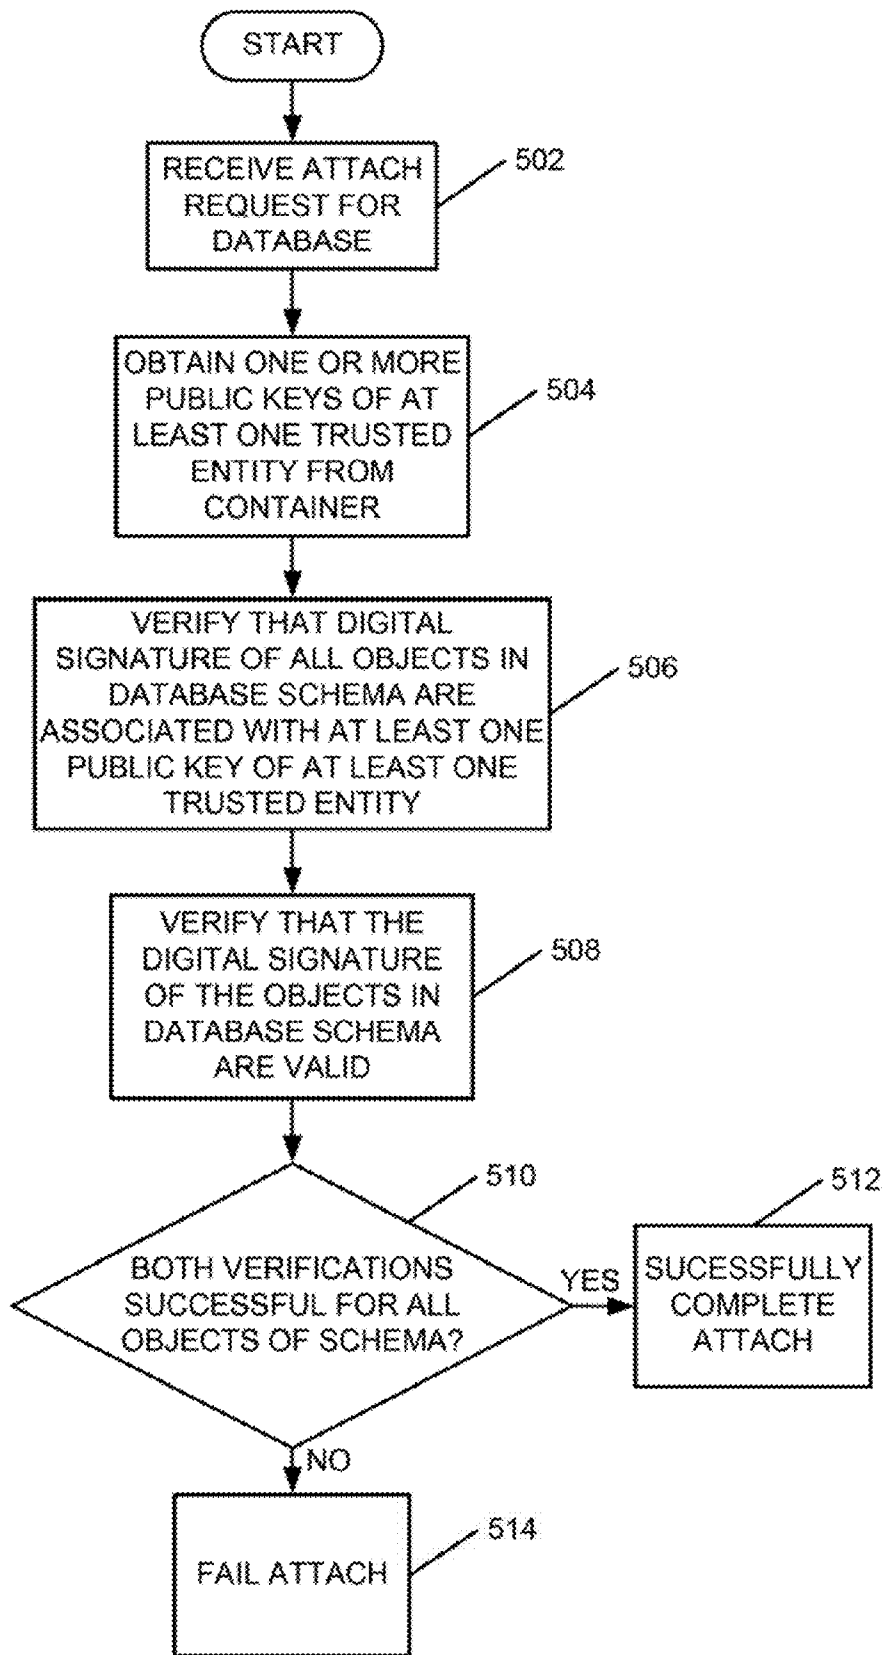 START
RECEIVE ATTACH
REQUEST FOR
DATABASE
502
OBTAIN ONE OR MORE
PUBLIC KEYS OF AT
LEAST ONE TRUSTED
ENTITY FROM
CONTAINER
504
VERIFY THAT DIGITAL
SIGNATURE OF ALL OBJECTS IN
DATABASE SCHEMA ARE
ASSOCIATED WITH AT LEAST ONE
PUBLIC KEY OF AT LEAST ONE
TRUSTED ENTITY
506
VERIFY THAT THE
DIGITAL SIGNATURE
OF THE OBJECTS IN
DATABASE SCHEMA
ARE VALID
508
BOTH VERIFICATIONS
SUCCESSFUL FOR ALL
OBJECTS OF SCHEMA?
510
YES
SUCESSFULLY
COMPLETE
ATTACH
512
NO
FAIL ATTACH
514